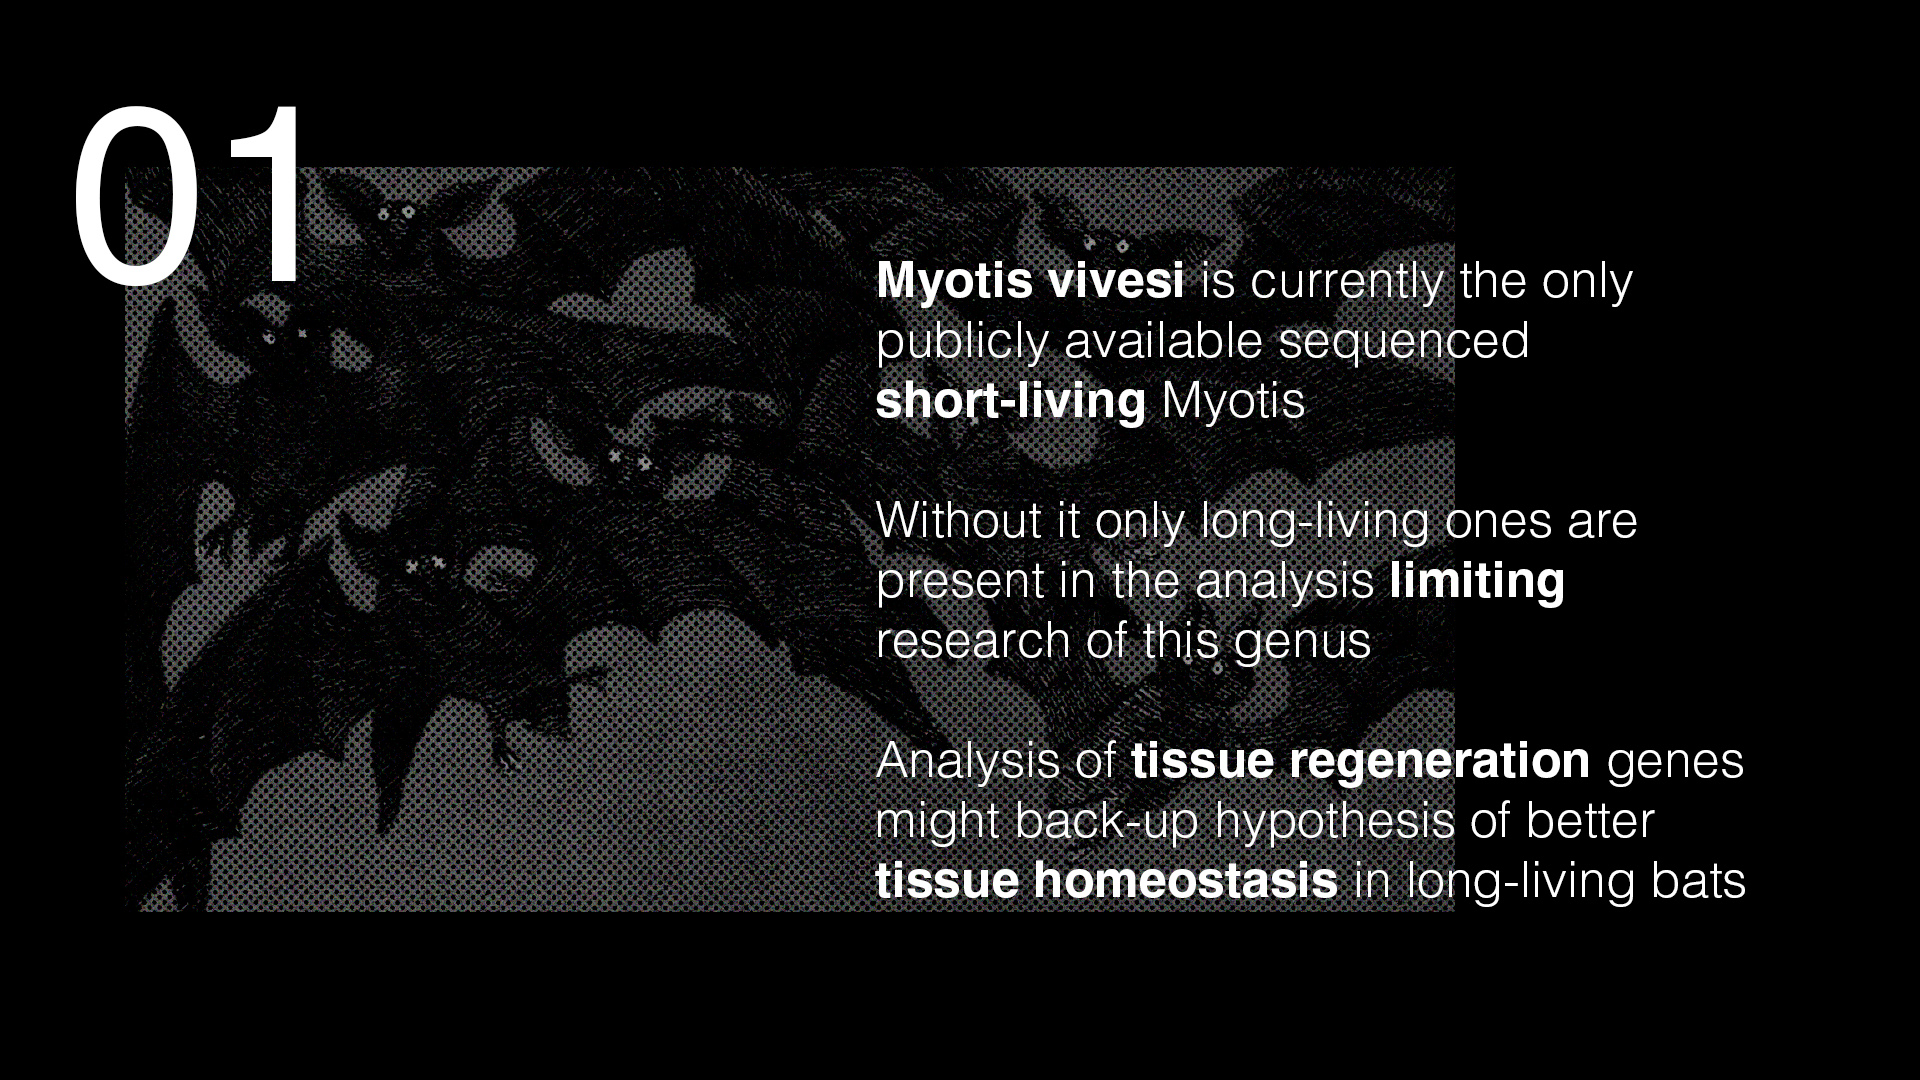 01
Myotis vivesi is currently the only
publicly available sequenced
short-living Myotis
Without it only long-living ones are
present in the analysis limiting
research of this genus
Analysis of tissue regeneration genes
might back-up hypothesis of better
tissue homeostasis in long-living bats